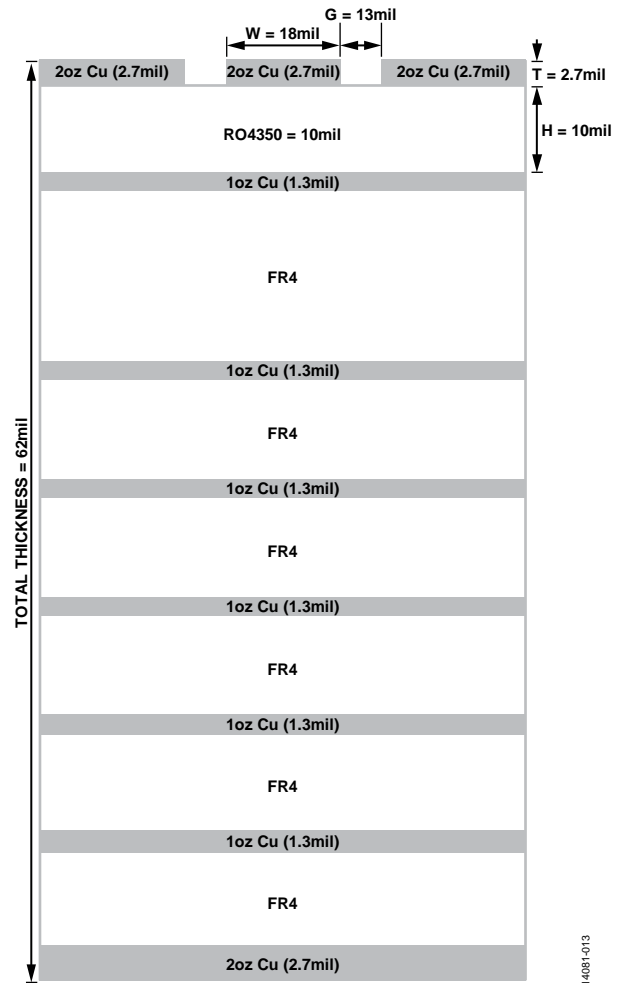 G = 13mil
W = 18mil
2oz Cu (2.7mil) 2oz Cu (2.7mil) 2oz Cu (2.7mil) T = 2.7mil
RO4350 = 10mil H = 10mil
1oz Cu (1.3mil)
FR4
1oz Cu (1.3mil)
FR4
1oz Cu (1.3mil)
FR4
1oz Cu (1.3mil)
FR4
1oz Cu (1.3mil)
FR4
1oz Cu (1.3mil)
FR4
2oz Cu (2.7mil)
TOTAL THICKNESS = 62mil
14081-013